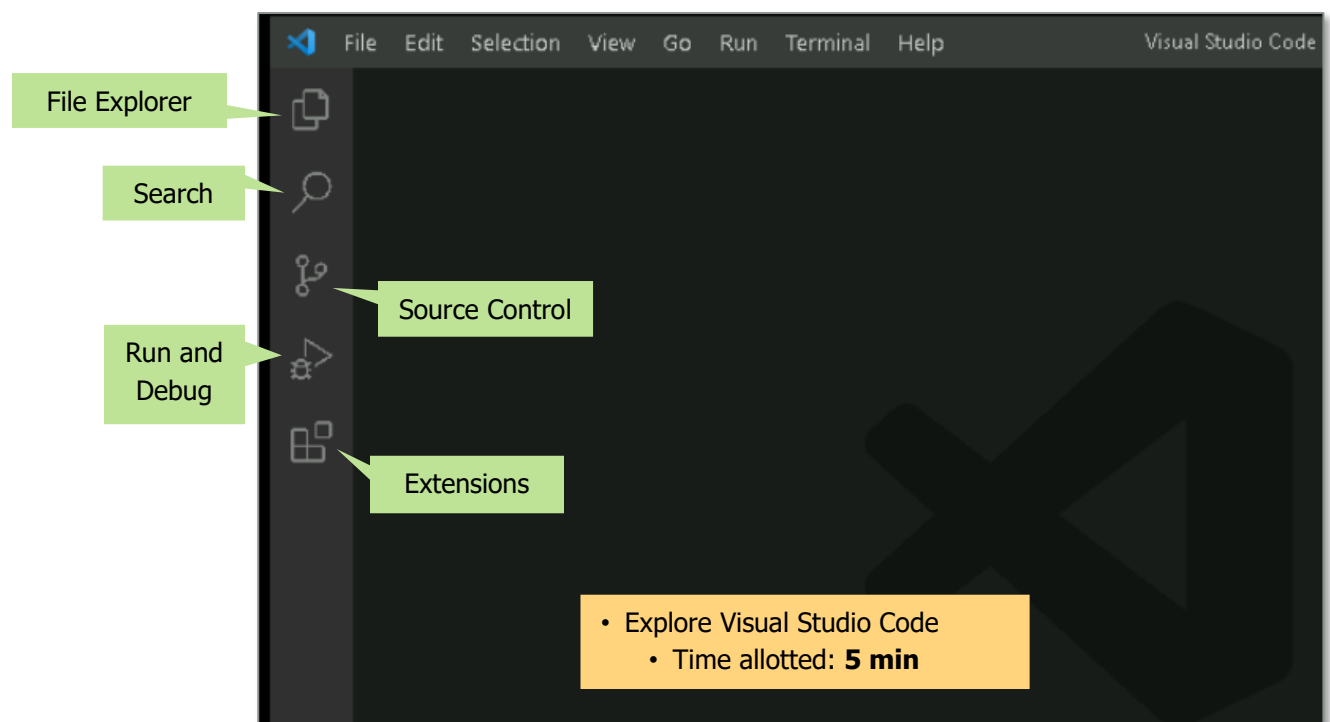 File Edit Selection View Go Run Terminal Help Visual Studio Code
File Explorer
Search
Source Control
Run and
Debug
Extensions
• Explore Visual Studio Code
• Time allotted: 5 min